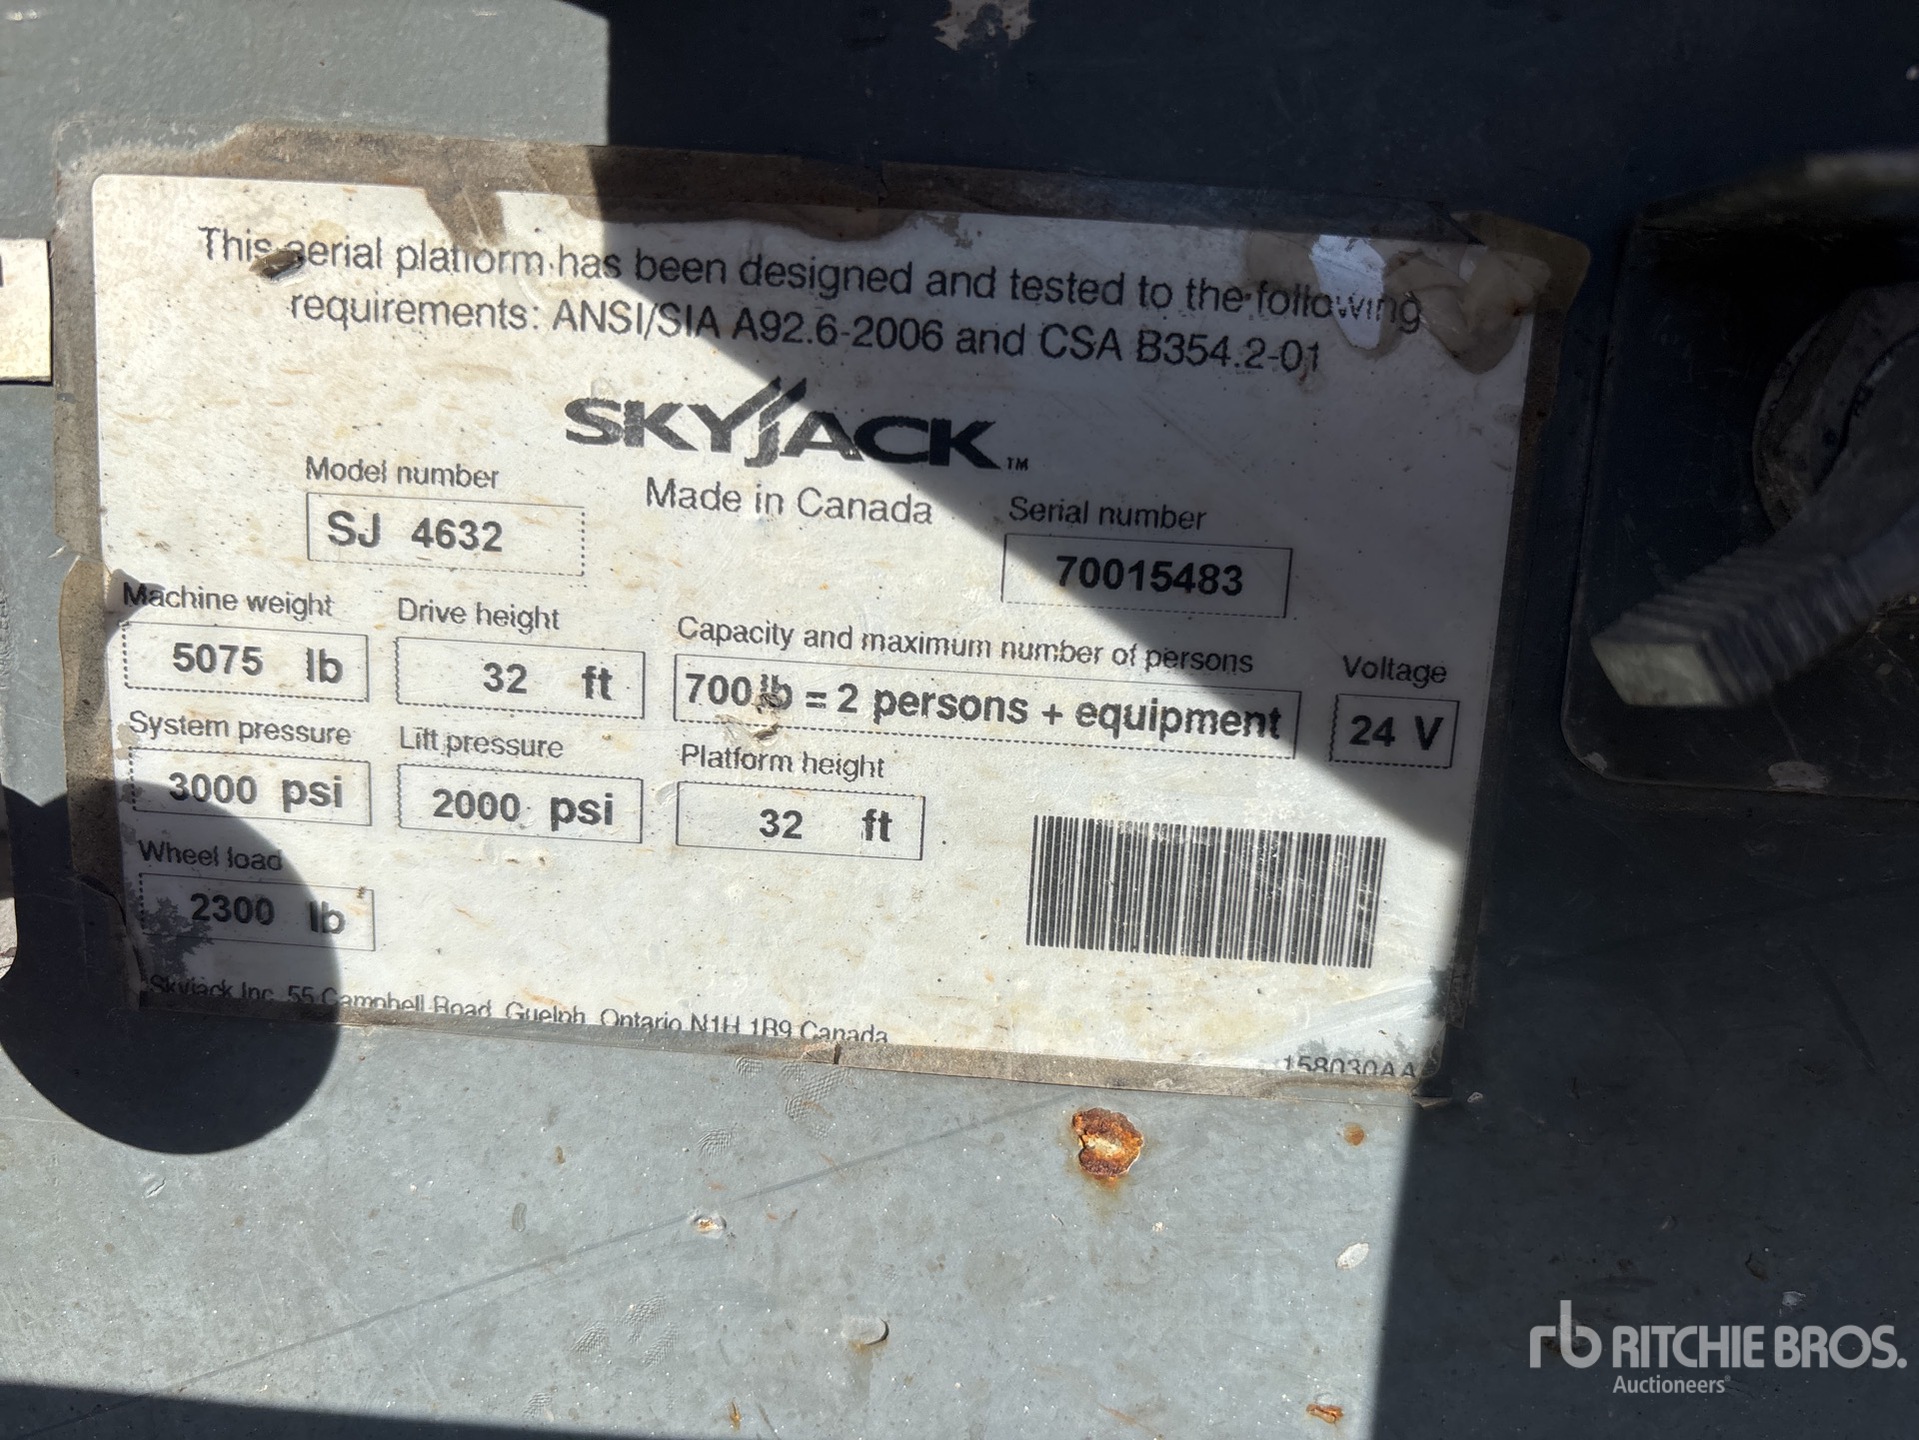 This aerial platform has been designed and tested to the following
requirements: ANSI/SIA A92.6-2006 and CSA B354.2-01
SKYJACK™
Made in Canada
Model number
SJ 4632
Serial number
70015483
Machine weight
5075 lb
Drive height
32 ft
Capacity and maximum number of persons
700 lb = 2 persons + equipment
Voltage
24 V
System pressure
3000 psi
Lift pressure
2000 psi
Platform height
32 ft
Wheel load
2300 lb
Skyjack Inc. 55 Campbell Road, Guelph, Ontario N1H 1B9 Canada
158030AA
rb RITCHIE BROS.
Auctioneers